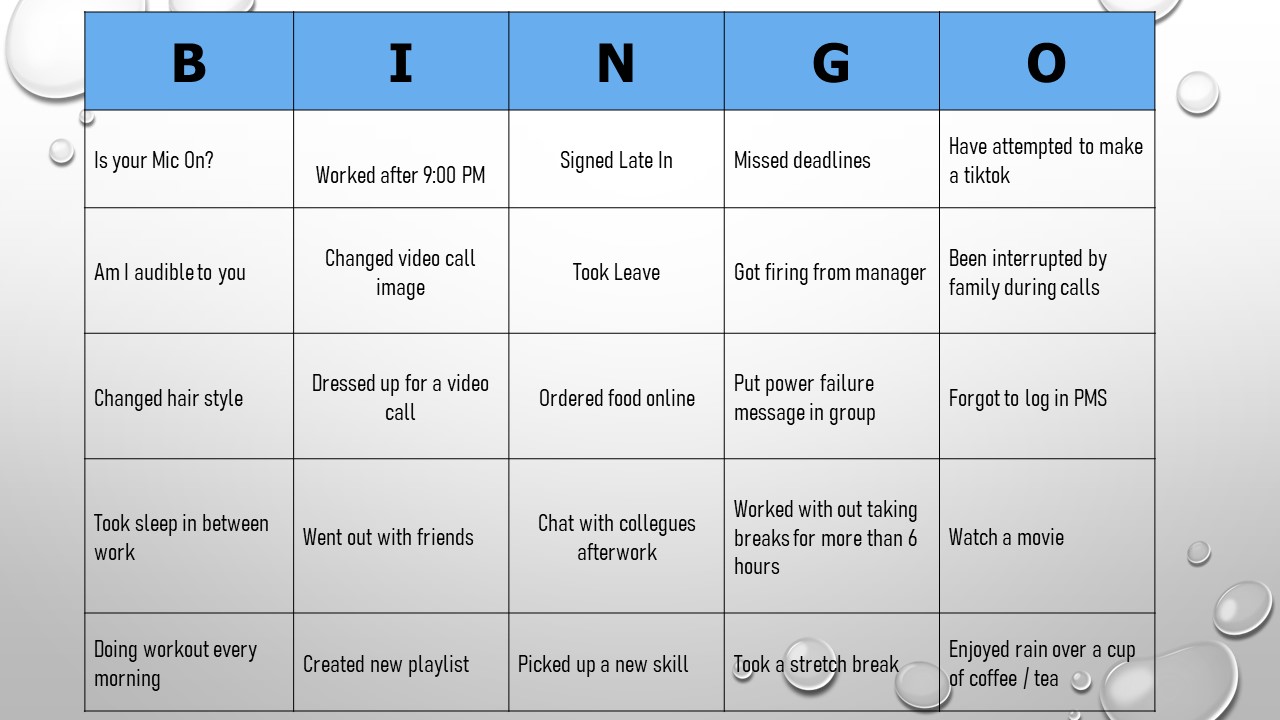 B I N G O
Is your Mic On?
Worked after 9:00 PM
Signed Late In
Missed deadlines
Have attempted to make
a tiktok
Am I audible to you
Changed video call
image
Took Leave
Got firing from manager
Been interrupted by
family during calls
Changed hair style
Dressed up for a video
call
Ordered food online
Put power failure
message in group
Forgot to log in PMS
Took sleep in between
work
Went out with friends
Chat with collegues
afterwork
Worked with out taking
breaks for more than 6
hours
Watch a movie
Doing workout every
morning
Created new playlist
Picked up a new skill
Took a stretch break
Enjoyed rain over a cup
of coffee / tea